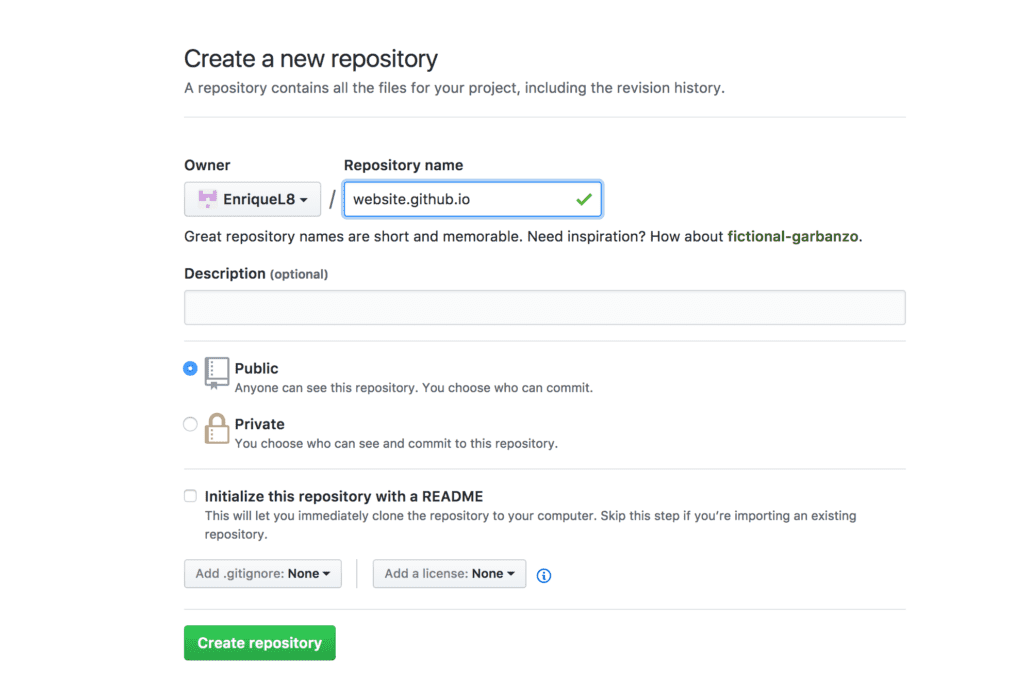 Create a new repository
A repository contains all the files for your project, including the revision history.
Owner
Repository name
EnriqueL8
/
website.github.io
Great repository names are short and memorable. Need inspiration? How about fictional-garbanzo.
Description (optional)
Public
Anyone can see this repository. You choose who can commit.
Private
You choose who can see and commit to this repository.
Initialize this repository with a README
This will let you immediately clone the repository to your computer. Skip this step if you’re importing an existing
repository.
Add .gitignore: None
Add a license: None
Create repository